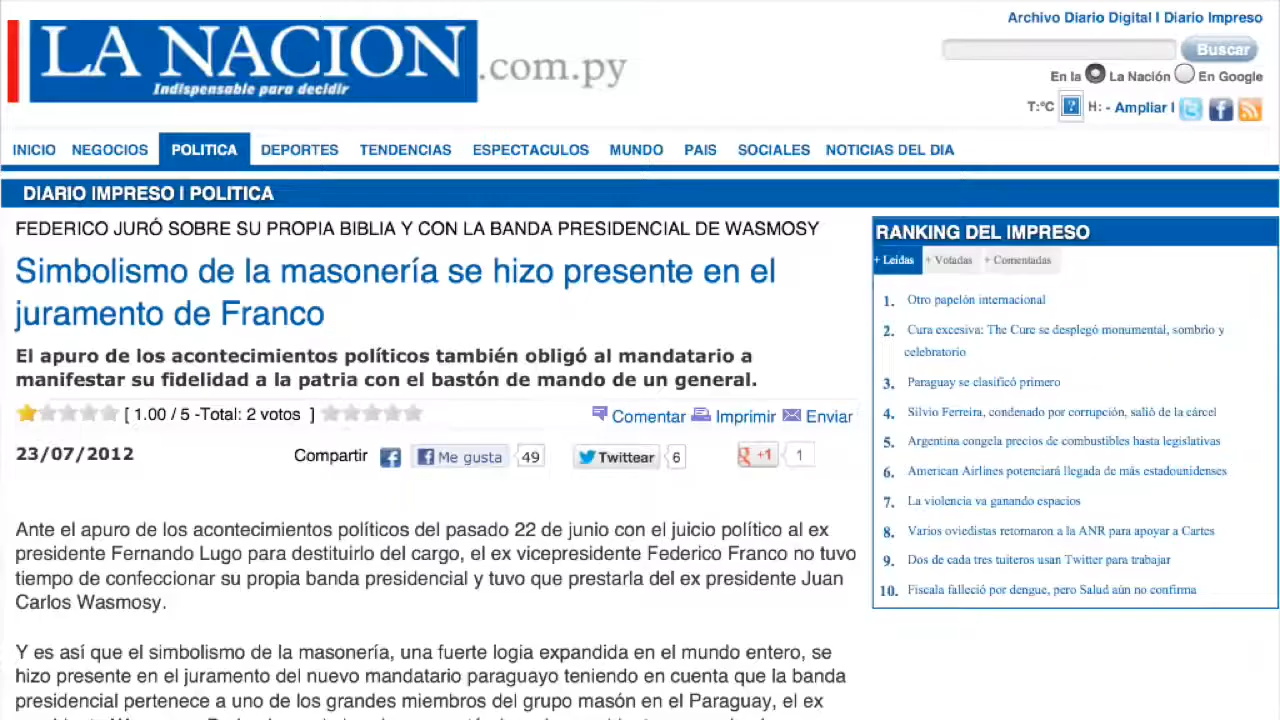 Archivo Diario Digital I Diario Impreso
LA NACION .com.py
Indispensable para decidir
Buscar
En la La Nación En Google
T:°C ? H: - Ampliar I
INICIO NEGOCIOS POLITICA DEPORTES TENDENCIAS ESPECTACULOS MUNDO PAIS SOCIALES NOTICIAS DEL DIA
DIARIO IMPRESO I POLITICA
FEDERICO JURÓ SOBRE SU PROPIA BIBLIA Y CON LA BANDA PRESIDENCIAL DE WASMOSY
Simbolismo de la masonería se hizo presente en el
juramento de Franco
El apuro de los acontecimientos políticos también obligó al mandatario a
manifestar su fidelidad a la patria con el bastón de mando de un general.
[ 1.00 / 5 -Total: 2 votos ]
Comentar Imprimir Enviar
23/07/2012
Compartir Me gusta 49 Twittear 6 +1 1
Ante el apuro de los acontecimientos políticos del pasado 22 de junio con el juicio político al ex
presidente Fernando Lugo para destituirlo del cargo, el ex vicepresidente Federico Franco no tuvo
tiempo de confeccionar su propia banda presidencial y tuvo que prestarla del ex presidente Juan
Carlos Wasmosy.
Y es así que el simbolismo de la masonería, una fuerte logia expandida en el mundo entero, se
hizo presente en el juramento del nuevo mandatario paraguayo teniendo en cuenta que la banda
presidencial pertenece a uno de los grandes miembros del grupo masón en el Paraguay, el ex
RANKING DEL IMPRESO
+ Leidas + Votadas + Comentadas
1. Otro papelón internacional
2. Cura excesiva: The Cure se desplegó monumental, sombrío y
celebratorio
3. Paraguay se clasificó primero
4. Silvio Ferreira, condenado por corrupción, salió de la cárcel
5. Argentina congela precios de combustibles hasta legislativas
6. American Airlines potenciará llegada de más estadounidenses
7. La violencia va ganando espacios
8. Varios oviedistas retornaron a la ANR para apoyar a Cartes
9. Dos de cada tres tuiteros usan Twitter para trabajar
10. Fiscala falleció por dengue, pero Salud aún no confirma